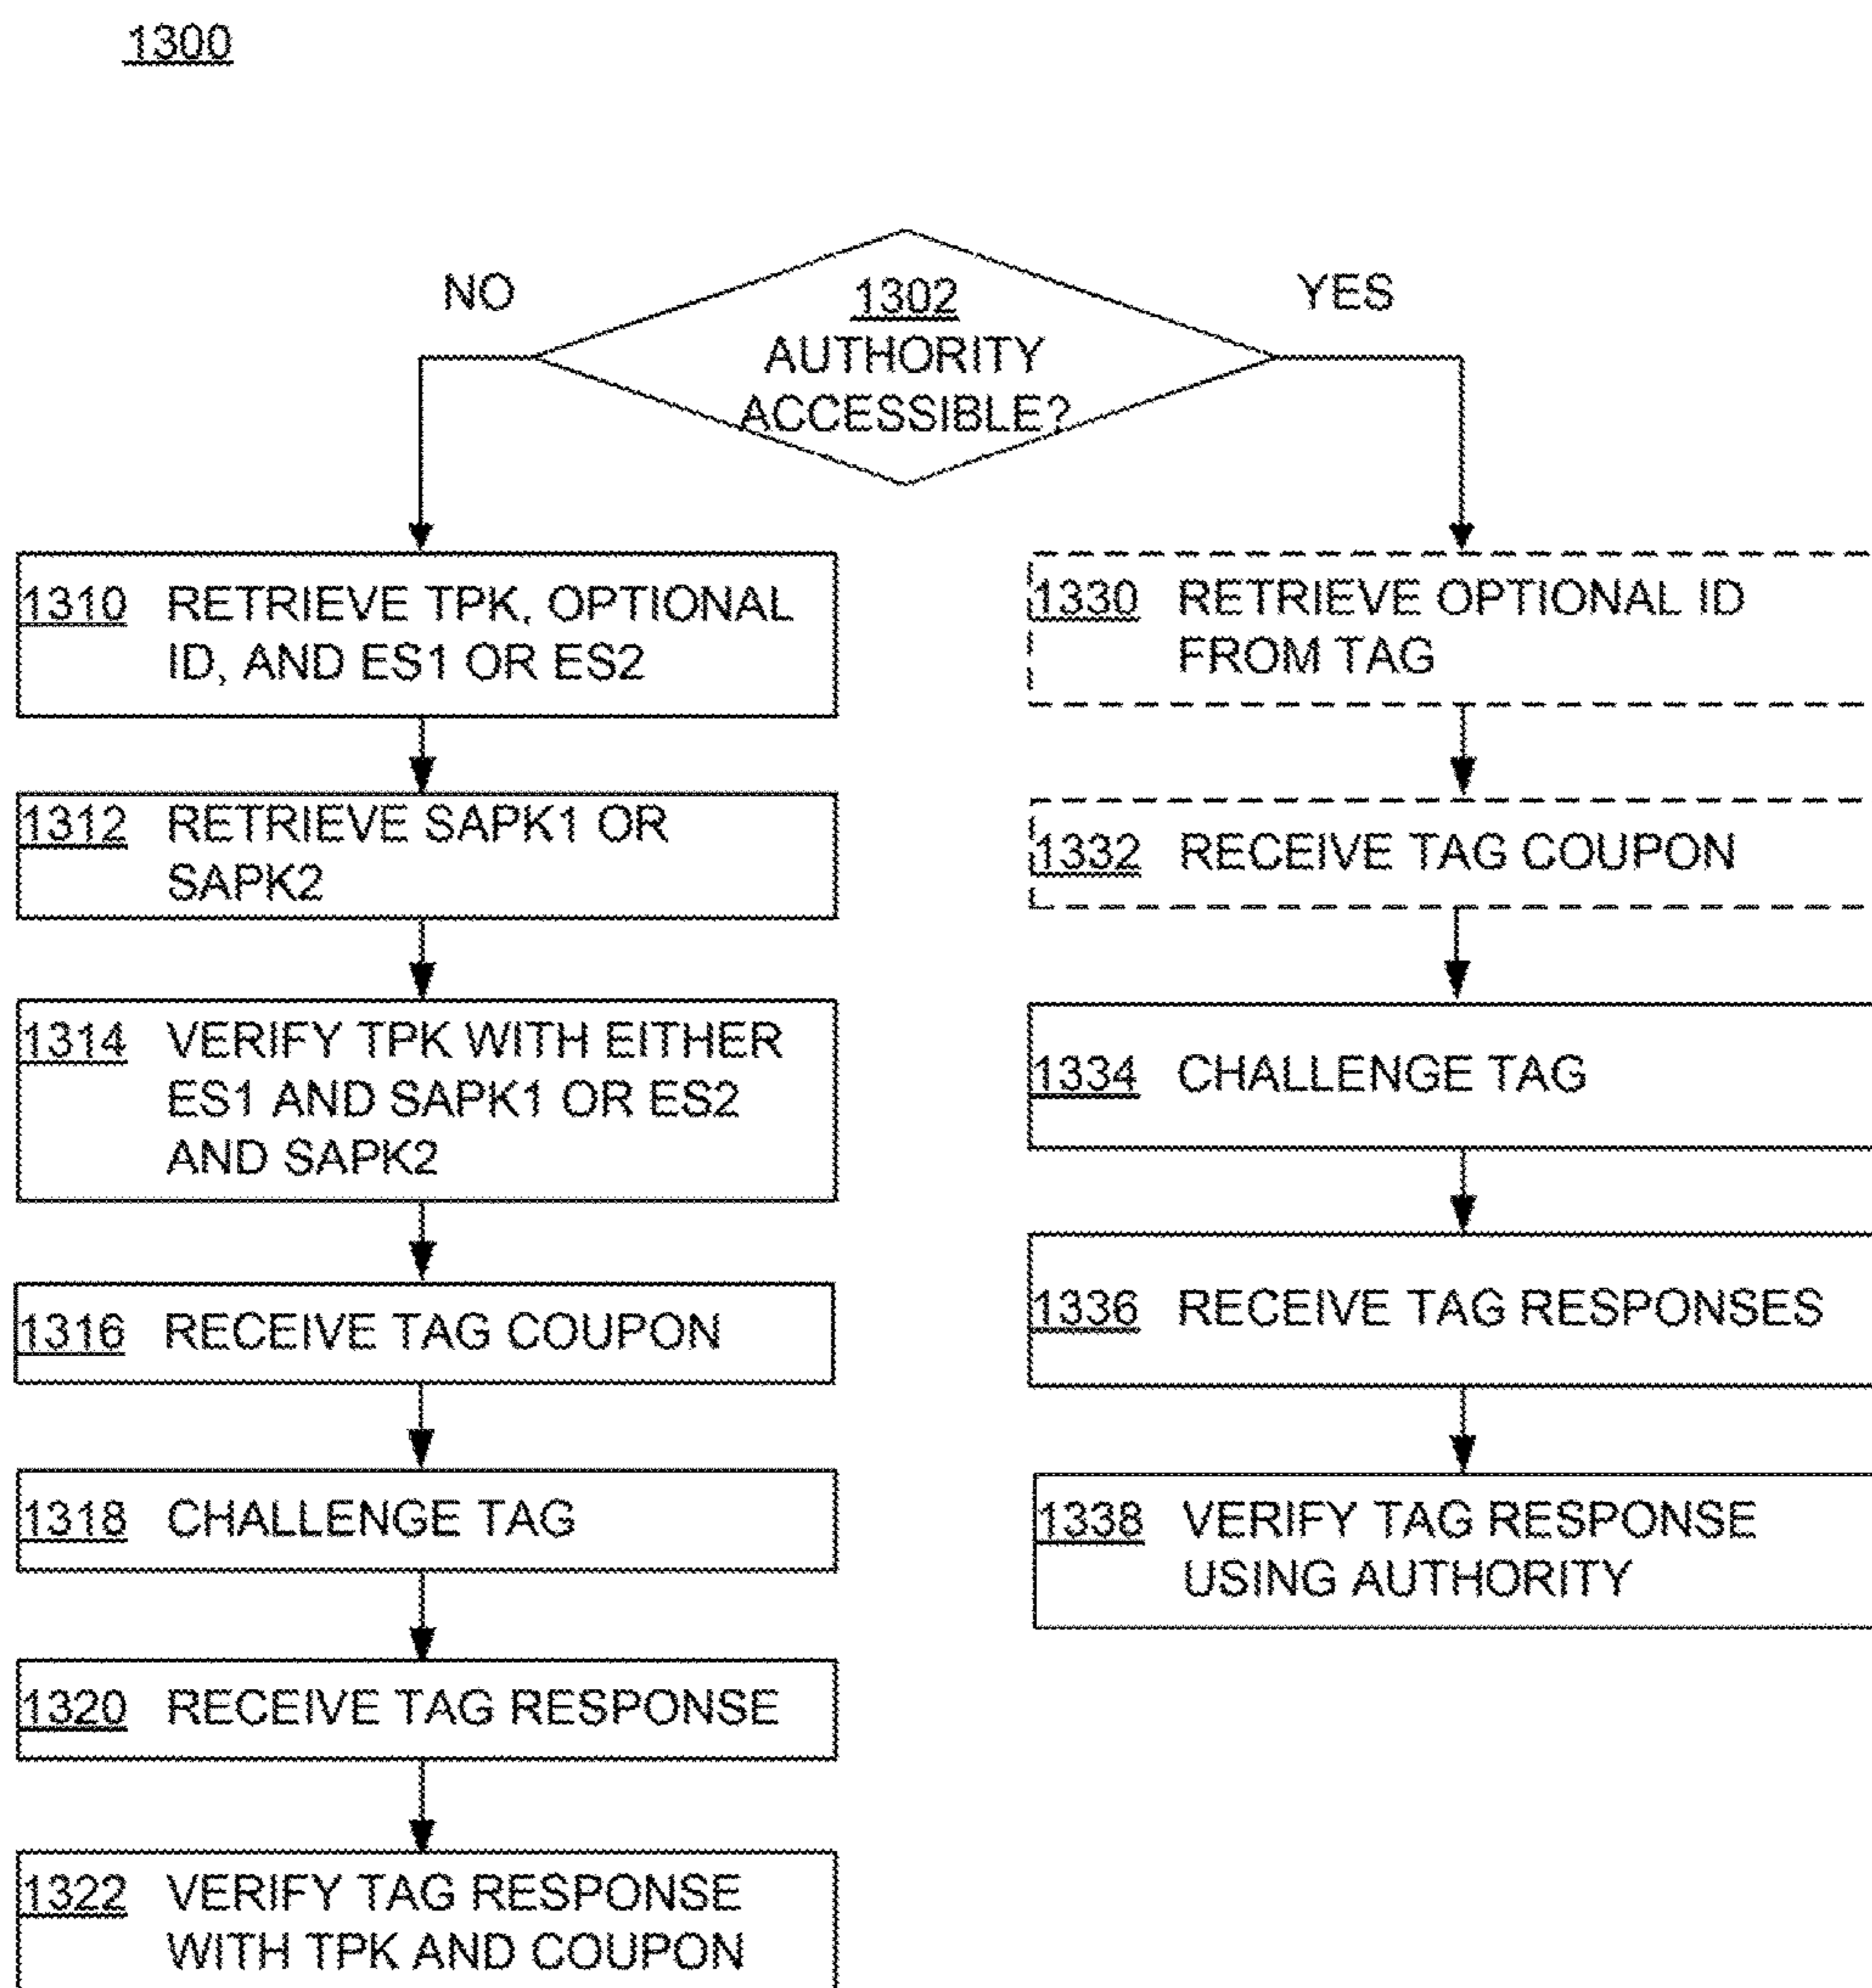 1300
NO
1302
YES
AUTHORITY
ACCESSIBLE?
1310 RETRIEVE TPK, OPTIONAL
ID, AND ES1 OR ES2
1312 RETRIEVE SAPK1 OR
SAPK2
1314 VERIFY TPK WITH EITHER
ES1 AND SAPK1 OR ES2
AND SAPK2
1316 RECEIVE TAG COUPON
1318 CHALLENGE TAG
1320 RECEIVE TAG RESPONSE
1322 VERIFY TAG RESPONSE
WITH TPK AND COUPON
1330 RETRIEVE OPTIONAL ID
FROM TAG
1332 RECEIVE TAG COUPON
1334 CHALLENGE TAG
1336 RECEIVE TAG RESPONSES
1338 VERIFY TAG RESPONSE
USING AUTHORITY